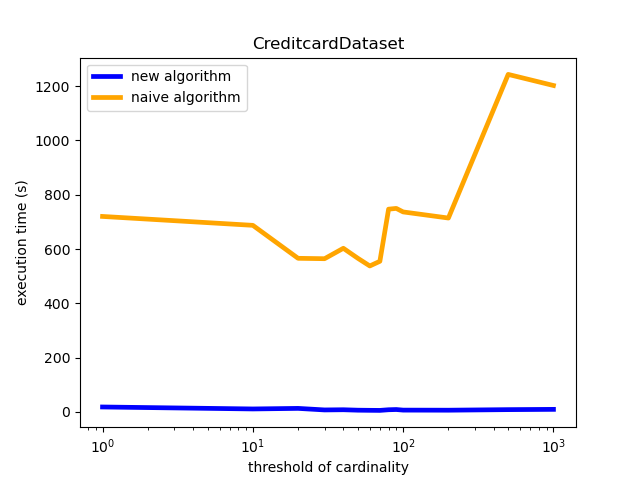 CreditcardDataset
new algorithm
naive algorithm
execution time (s)
1200
1000
800
600
400
200
0
10⁰ 10¹ 10² 10³
threshold of cardinality